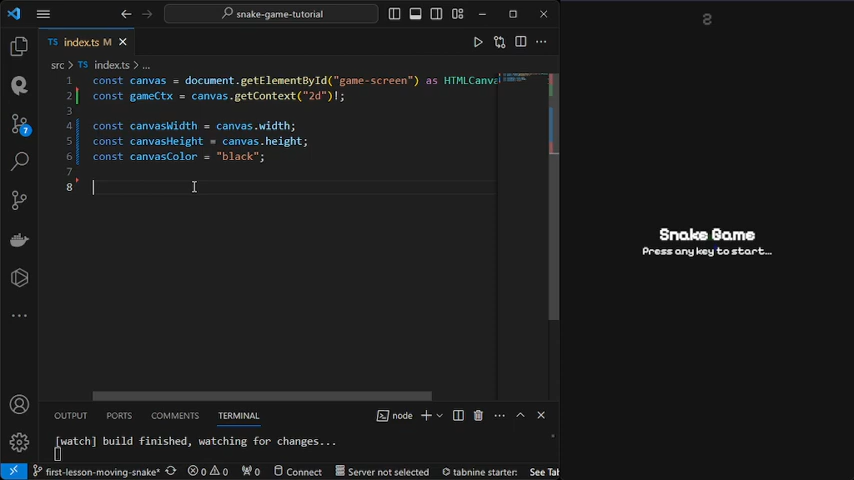 snake-game-tutorial
TS index.ts M
src > TS index.ts > ...
1 const canvas = document.getElementById("game-screen") as HTMLCanva
2 const gameCtx = canvas.getContext("2d")!;
3
4 const canvasWidth = canvas.width;
5 const canvasHeight = canvas.height;
6 const canvasColor = "black";
7
8
7
Snake Game
Press any key to start...
OUTPUT PORTS COMMENTS TERMINAL node
[watch] build finished, watching for changes...
first-lesson-moving-snake* 0 0 0 Connect Server not selected tabnine starter: See Tab